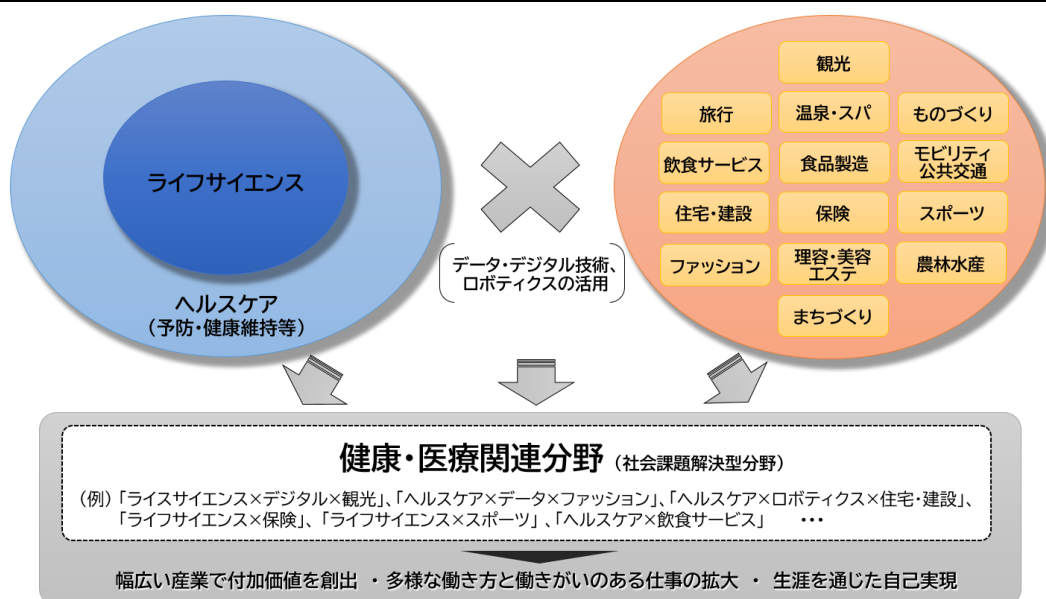 ライフサイエンス
ヘルスケア
(予防・健康維持等)
データ・デジタル技術、
ロボティクスの活用
観光
旅行
温泉・スパ
ものづくり
飲食サービス
食品製造
モビリティ
公共交通
住宅・建設
保険
スポーツ
ファッション
理容・美容
エステ
農林水産
まちづくり
健康・医療関連分野(社会課題解決型分野)
(例)「ライスサイエンス×デジタル×観光」、「ヘルスケア×データ×ファッション」、「ヘルスケア×ロボティクス×住宅・建設」、
「ライフサイエンス×保険」、「ライフサイエンス×スポーツ」、「ヘルスケア×飲食サービス」 ・・・
幅広い産業で付加価値を創出 ・多様な働き方と働きがいのある仕事の拡大 ・ 生涯を通じた自己実現